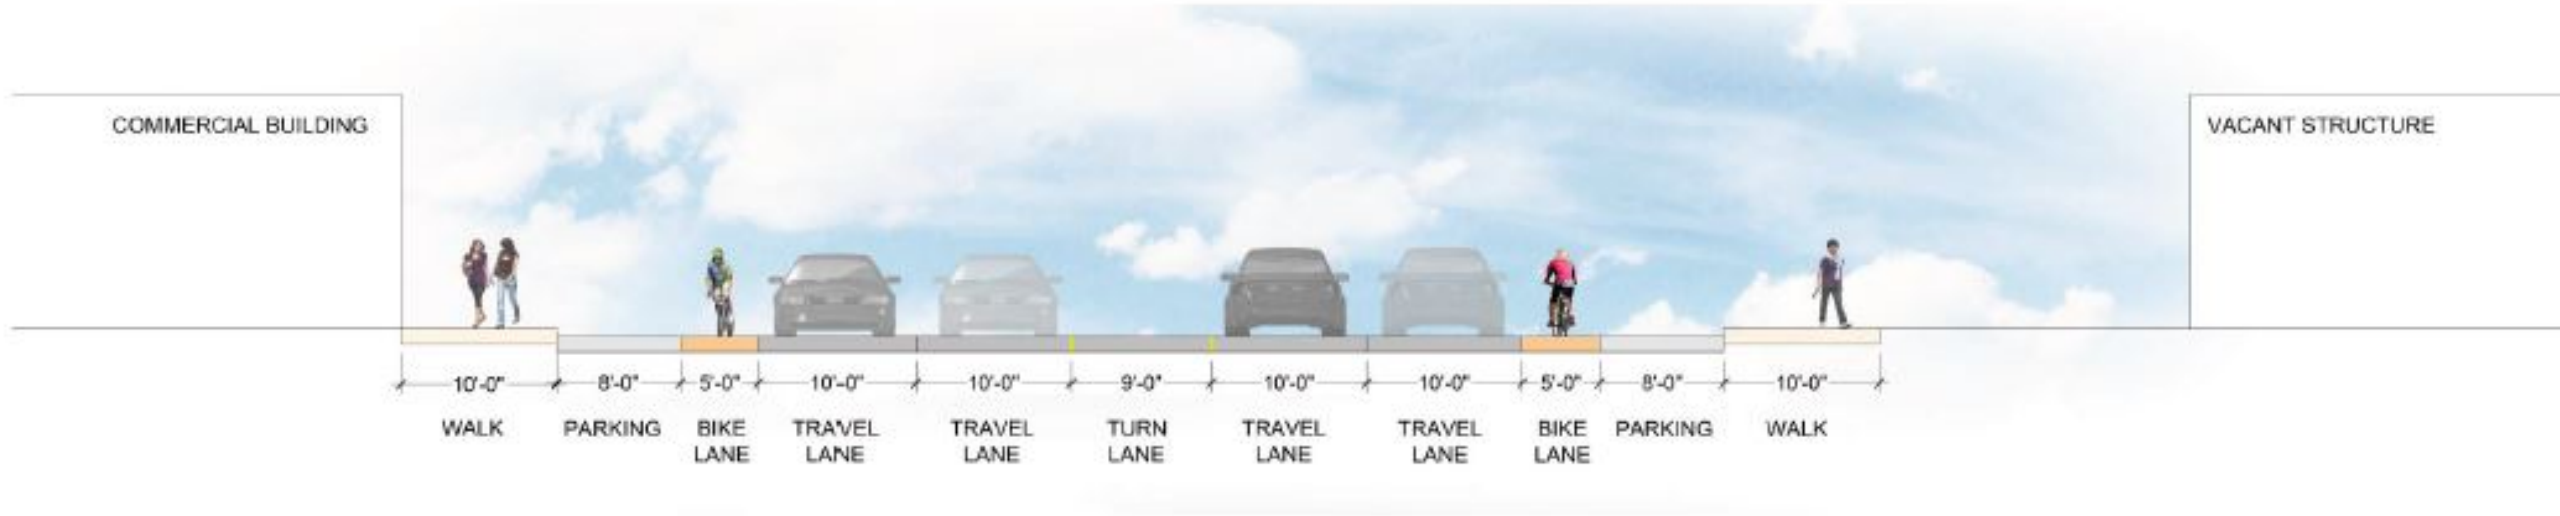 COMMERCIAL BUILDING
VACANT STRUCTURE
10'-0" 8'-0" 5'-0" 10'-0" 10'-0" 9'-0" 10'-0" 10'-0" 5'-0" 8'-0" 10'-0"
WALK PARKING BIKE TRAVEL TRAVEL TURN TRAVEL TRAVEL BIKE PARKING WALK
LANE LANE LANE LANE LANE LANE LANE